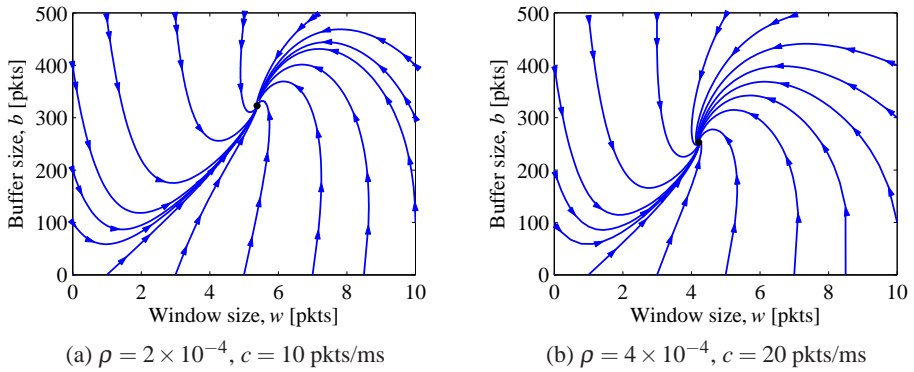 500
400
300
200
100
0
Buffer size, b [pkts]
0 2 4 6 8 10
Window size, w [pkts]
(a) ρ = 2 × 10⁻⁴, c = 10 pkts/ms
500
400
300
200
100
0
Buffer size, b [pkts]
0 2 4 6 8 10
Window size, w [pkts]
(b) ρ = 4 × 10⁻⁴, c = 20 pkts/ms